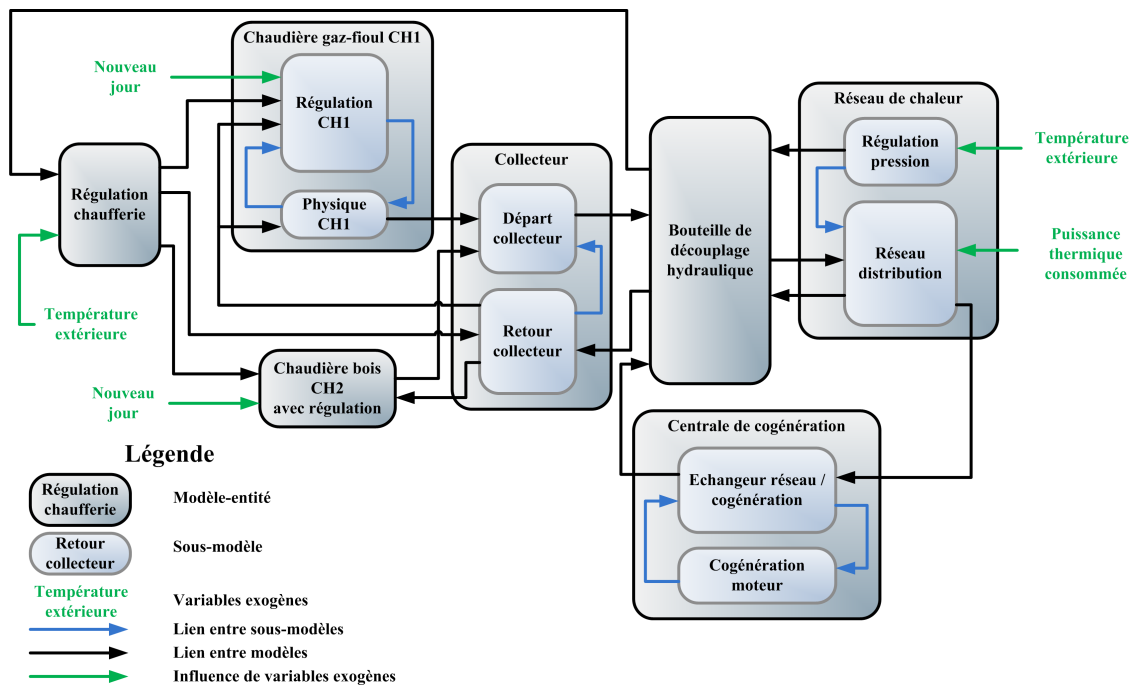 Chaudière gaz-fioul CH1
Nouveau
jour
Régulation
CH1
Physique
CH1
Régulation
chaufferie
Température
extérieure
Collecteur
Départ
collecteur
Retour
collecteur
Chaudière bois
CH2
avec régulation
Nouveau
jour
Bouteille de
découplage
hydraulique
Réseau de chaleur
Régulation
pression
Réseau
distribution
Température
extérieure
Puissance
thermique
consommée
Centrale de cogénération
Echangeur réseau /
cogénération
Cogénération
moteur
Légende
Régulation
chaufferie
Modèle-entité
Retour
collecteur
Sous-modèle
Température
extérieure
Variables exogènes
Lien entre sous-modèles
Lien entre modèles
Influence de variables exogènes